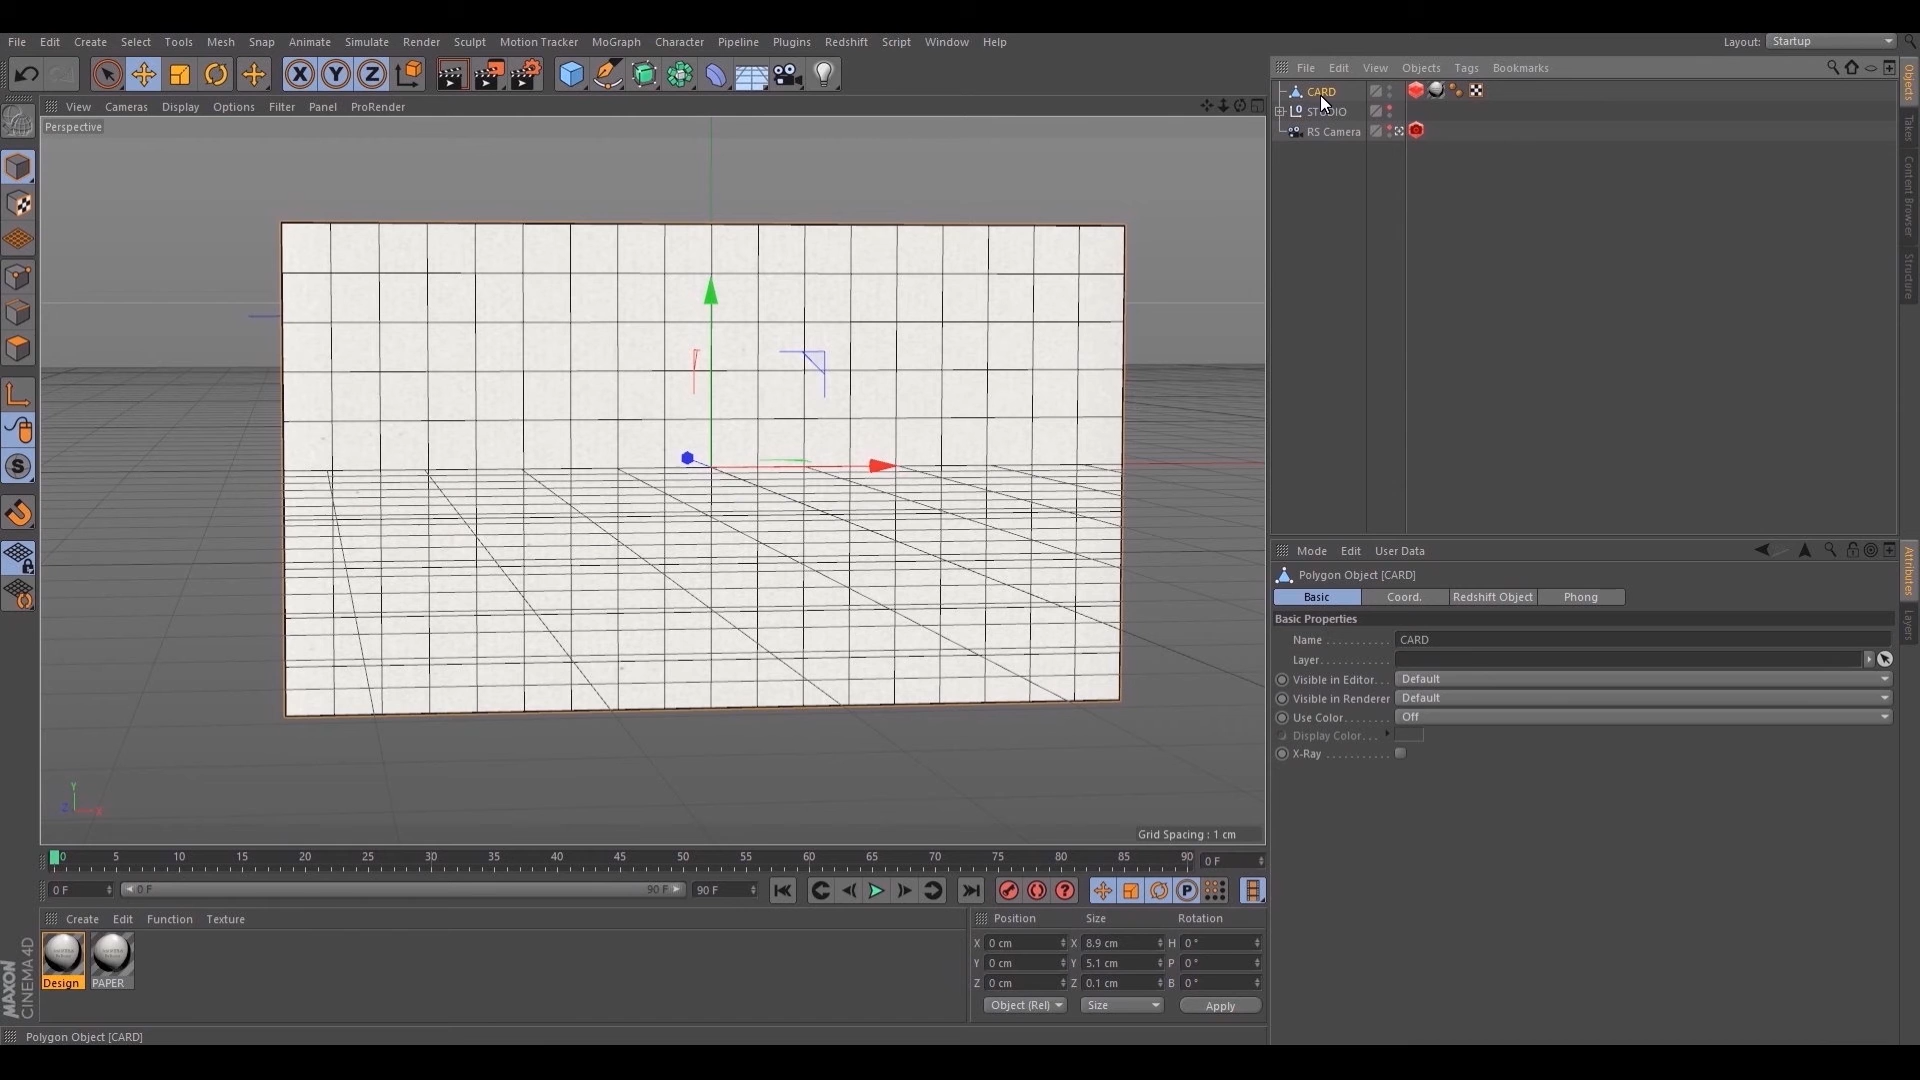 File Edit Create Select Tools Mesh Snap Animate Simulate Render Sculpt Motion Tracker MoGraph Character Pipeline Plugins Redshift Script Window Help
Layout: Startup
View Cameras Display Options Filter Panel ProRender
Perspective
Y
Z X
Grid Spacing : 1 cm
0 5 10 15 20 25 30 35 40 45 50 55 60 65 70 75 80 85 90
0 F
0 F
0 F 90 F
90 F
Create Edit Function Texture
Design PAPER
MAXON
CINEMA 4D
Position Size Rotation
X 0 cm X 8.9 cm H 0 °
Y 0 cm Y 5.1 cm P 0 °
Z 0 cm Z 0.1 cm B 0 °
Object (Rel) Size Apply
Polygon Object [CARD]
File Edit View Objects Tags Bookmarks
CARD
STUDIO
RS Camera
Objects
Takes
Content Browser
Structure
Mode Edit User Data
Polygon Object [CARD]
Basic Coord. Redshift Object Phong
Basic Properties
Name . . . . . . . . . . . CARD
Layer. . . . . . . . . . . .
Visible in Editor. . . Default
Visible in Renderer Default
Use Color. . . . . . . . Off
Display Color. . .
X-Ray . . . . . . . . . . .
Attributes
Layers